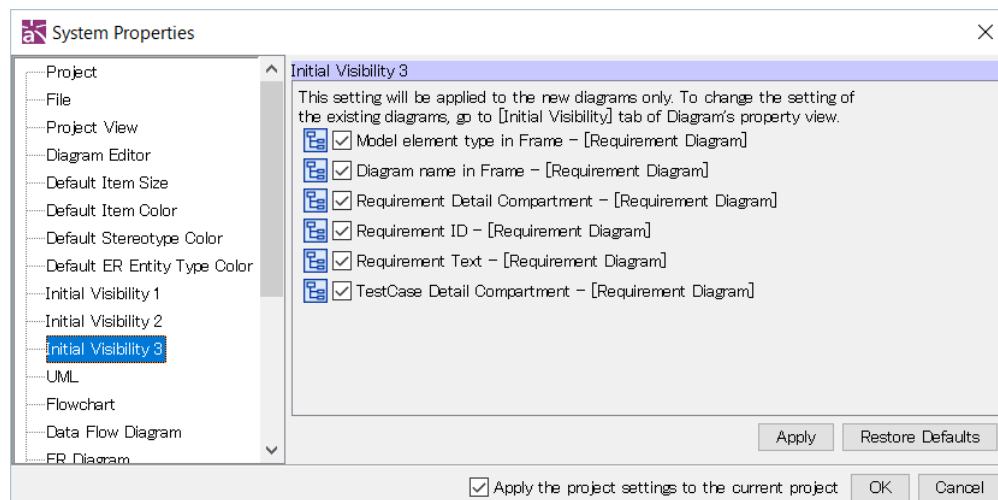 System Properties
Project
File
Project View
Diagram Editor
Default Item Size
Default Item Color
Default Stereotype Color
Default ER Entity Type Color
Initial Visibility 1
Initial Visibility 2
Initial Visibility 3
UML
Flowchart
Data Flow Diagram
ER Diagram
Initial Visibility 3
This setting will be applied to the new diagrams only. To change the setting of
the existing diagrams, go to [Initial Visibility] tab of Diagram's property view.
Model element type in Frame - [Requirement Diagram]
Diagram name in Frame - [Requirement Diagram]
Requirement Detail Compartment - [Requirement Diagram]
Requirement ID - [Requirement Diagram]
Requirement Text - [Requirement Diagram]
TestCase Detail Compartment - [Requirement Diagram]
Apply
Restore Defaults
Apply the project settings to the current project
OK
Cancel